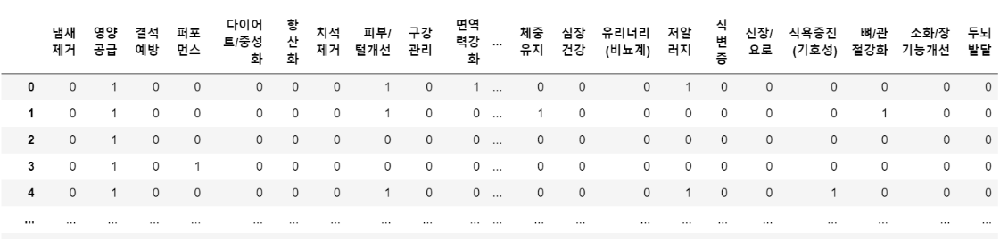 냄새제거 영양공급 결석예방 퍼포먼스 다이어트/중성화 항산화 치석제거 피부/털개선 구강관리 면역력강화 ... 체중유지 심장건강 유리너리(비뇨계) 저알러지 식변증 신장/요로 식욕증진(기호성) 뼈/관절강화 소화/장기능개선 두뇌발달
0 0 1 0 0 0 0 0 1 0 1 ... 0 0 0 1 0 0 0 0 0 0
1 0 1 0 0 0 0 0 1 0 0 ... 1 0 0 0 0 0 0 1 0 0
2 0 1 0 0 0 0 0 0 0 0 ... 0 0 0 0 0 0 0 0 0 0
3 0 1 0 1 0 0 0 0 0 0 ... 0 0 0 0 0 0 0 0 0 0
4 0 1 0 0 0 0 0 1 0 0 ... 0 0 0 1 0 0 1 0 0 0
... ... ... ... ... ... ... ... ... ... ... ... ... ... ... ... ... ... ... ... ... ...